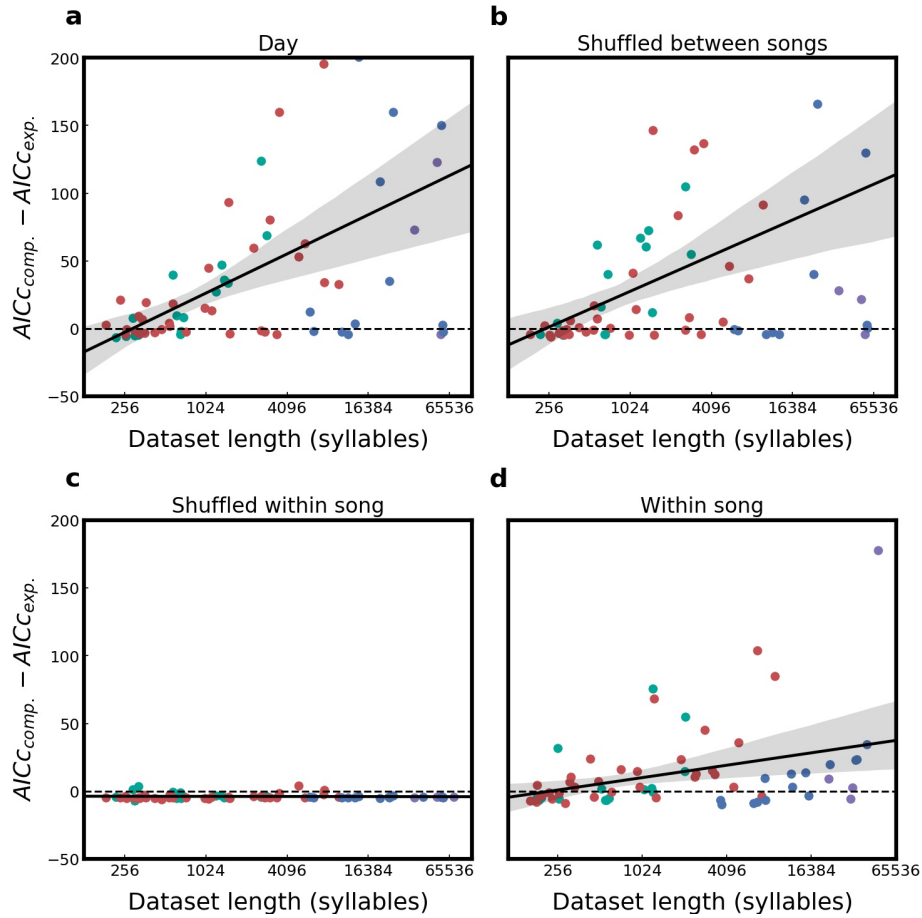 a
b
Day
Shuffled between songs
AICc_comp. − AICc_exp.
200
150
100
50
0
−50
256
1024
4096
16384
65536
256
1024
4096
16384
65536
Dataset length (syllables)
Dataset length (syllables)
c
d
Shuffled within song
Within song
AICc_comp. − AICc_exp.
200
150
100
50
0
−50
256
1024
4096
16384
65536
256
1024
4096
16384
65536
Dataset length (syllables)
Dataset length (syllables)